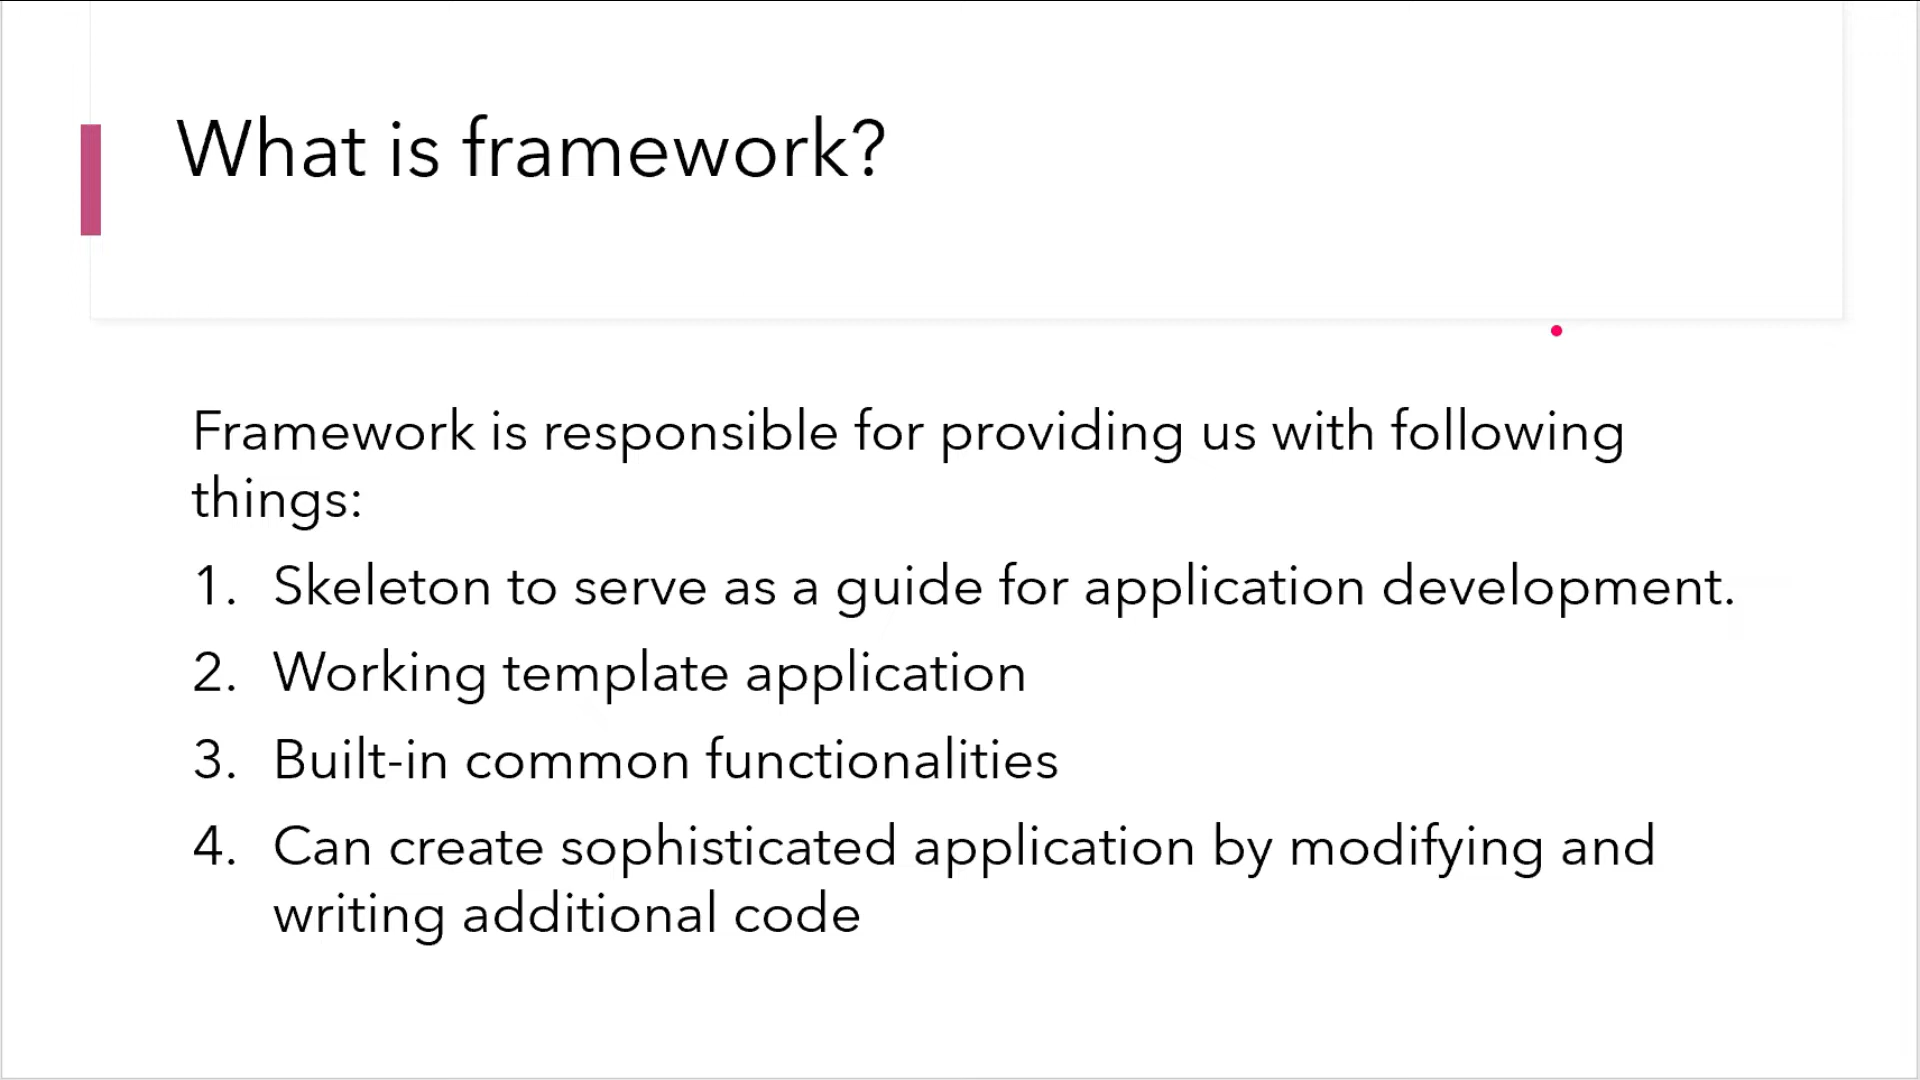 What is framework?
Framework is responsible for providing us with following
things:
1. Skeleton to serve as a guide for application development.
2. Working template application
3. Built-in common functionalities
4. Can create sophisticated application by modifying and
writing additional code